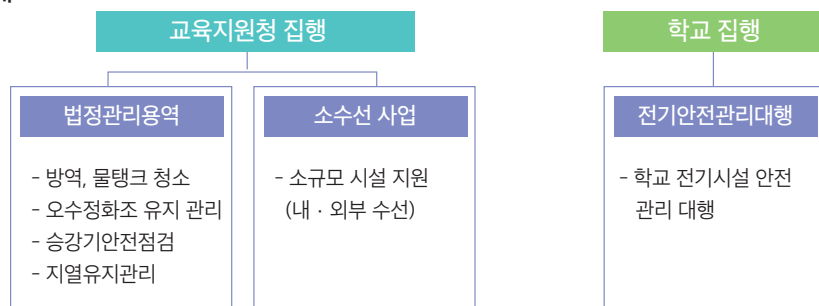 교육지원청 집행
학교 집행
법정관리용역
소수선 사업
전기안전관리대행
- 방역, 물탱크 청소
- 오수정화조 유지 관리
- 승강기안전점검
- 지열유지관리
- 소규모 시설 지원
(내 · 외부 수선)
- 학교 전기시설 안전
관리 대행